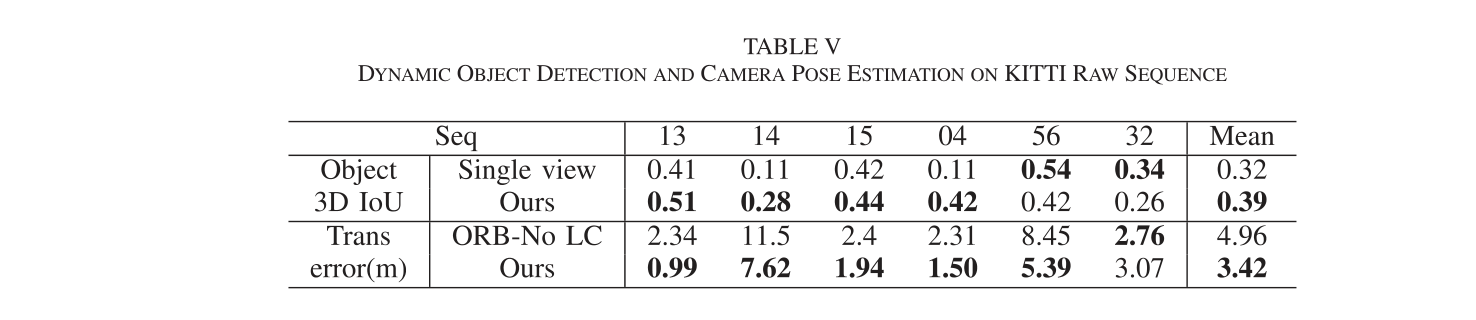 TABLE V
DYNAMIC OBJECT DETECTION AND CAMERA POSE ESTIMATION ON KITTI RAW SEQUENCE
Seq 13 14 15 04 56 32 Mean
Object Single view 0.41 0.11 0.42 0.11 0.54 0.34 0.32
3D IoU Ours 0.51 0.28 0.44 0.42 0.42 0.26 0.39
Trans ORB-No LC 2.34 11.5 2.4 2.31 8.45 2.76 4.96
error(m) Ours 0.99 7.62 1.94 1.50 5.39 3.07 3.42